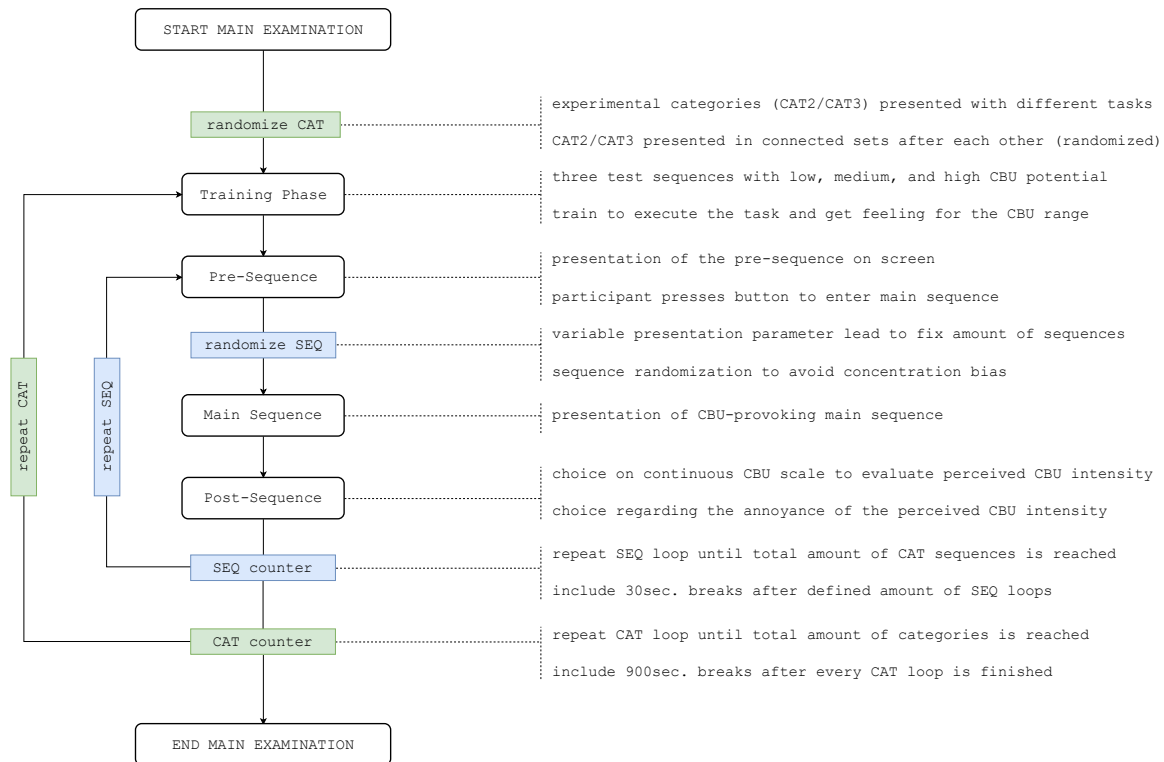 START MAIN EXAMINATION
randomize CAT
experimental categories (CAT2/CAT3) presented with different tasks
CAT2/CAT3 presented in connected sets after each other (randomized)
Training Phase
three test sequences with low, medium, and high CBU potential
train to execute the task and get feeling for the CBU range
Pre-Sequence
presentation of the pre-sequence on screen
participant presses button to enter main sequence
randomize SEQ
variable presentation parameter lead to fix amount of sequences
sequence randomization to avoid concentration bias
repeat CAT
repeat SEQ
Main Sequence
presentation of CBU-provoking main sequence
Post-Sequence
choice on continuous CBU scale to evaluate perceived CBU intensity
choice regarding the annoyance of the perceived CBU intensity
SEQ counter
repeat SEQ loop until total amount of CAT sequences is reached
include 30sec. breaks after defined amount of SEQ loops
CAT counter
repeat CAT loop until total amount of categories is reached
include 900sec. breaks after every CAT loop is finished
END MAIN EXAMINATION